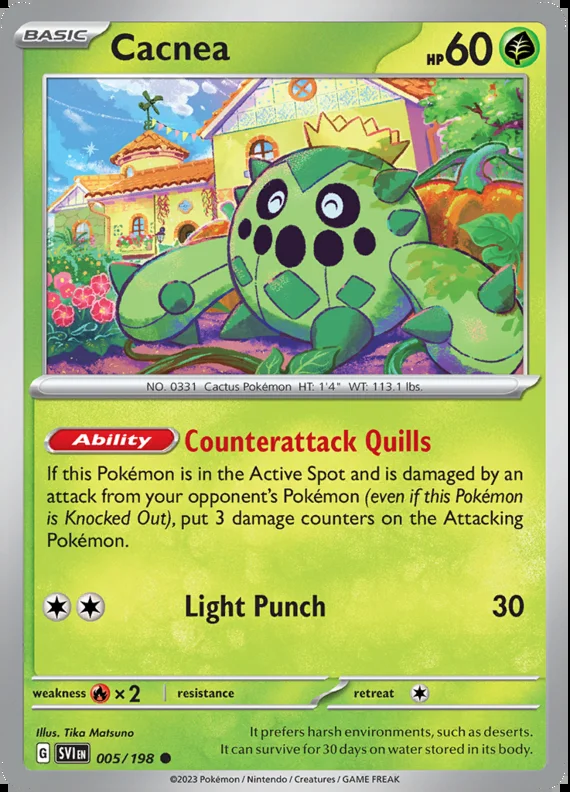 BASIC Cacnea HP60
NO. 0331 Cactus Pokémon HT: 1'4" WT: 113.1 lbs.
Ability Counterattack Quills
If this Pokémon is in the Active Spot and is damaged by an
attack from your opponent's Pokémon (even if this Pokémon
is Knocked Out), put 3 damage counters on the Attacking
Pokémon.
Light Punch 30
weakness ×2 resistance retreat
Illus. Tika Matsuno
It prefers harsh environments, such as deserts.
It can survive for 30 days on water stored in its body.
G SVI EN 005/198
©2023 Pokémon / Nintendo / Creatures / GAME FREAK